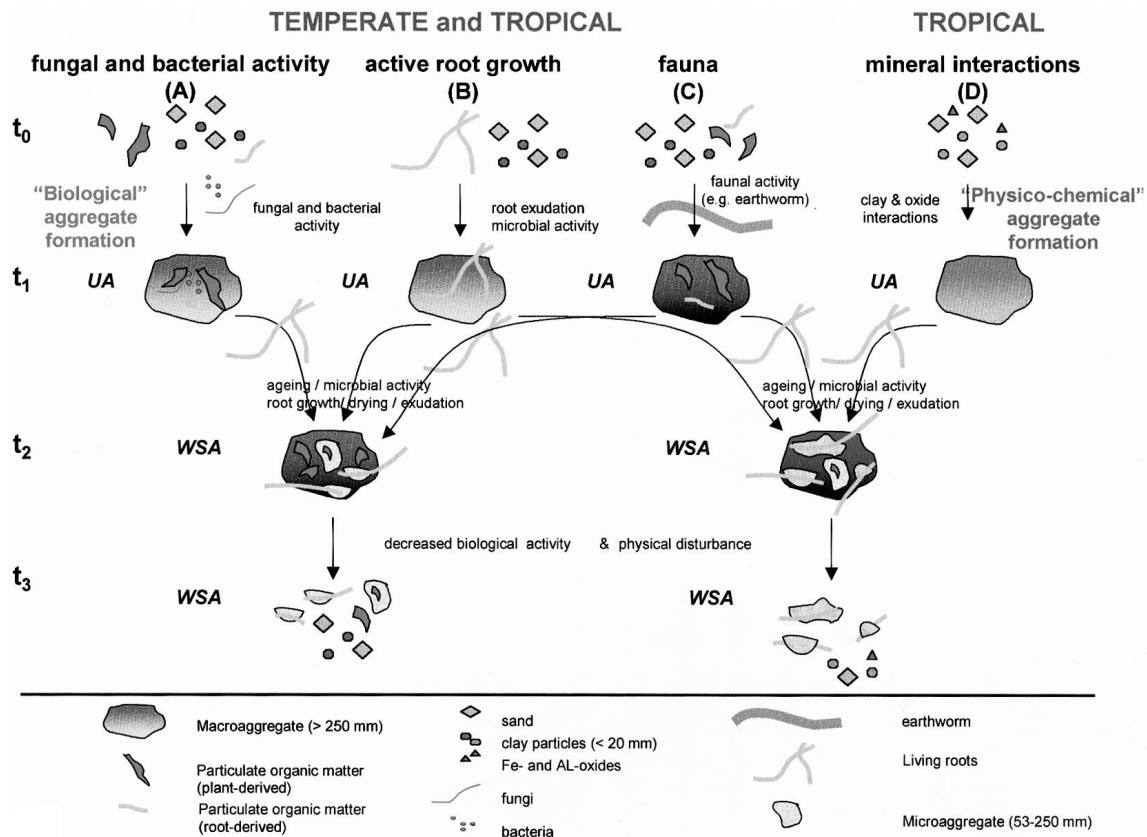 TEMPERATE and TROPICAL
TROPICAL
fungal and bacterial activity
(A)
active root growth
(B)
fauna
(C)
mineral interactions
(D)
t0
“Biological”
aggregate
formation
fungal and bacterial
activity
root exudation
microbial activity
faunal activity
(e.g. earthworm)
clay & oxide
interactions
“Physico-chemical”
aggregate
formation
t1
UA
UA
UA
UA
ageing / microbial activity
root growth/ drying / exudation
ageing / microbial activity
root growth/ drying / exudation
t2
WSA
WSA
decreased biological activity & physical disturbance
t3
WSA
WSA
Macroaggregate (> 250 mm)
Particulate organic matter
(plant-derived)
Particulate organic matter
(root-derived)
sand
clay particles (< 20 mm)
Fe- and AL-oxides
fungi
bacteria
earthworm
Living roots
Microaggregate (53-250 mm)